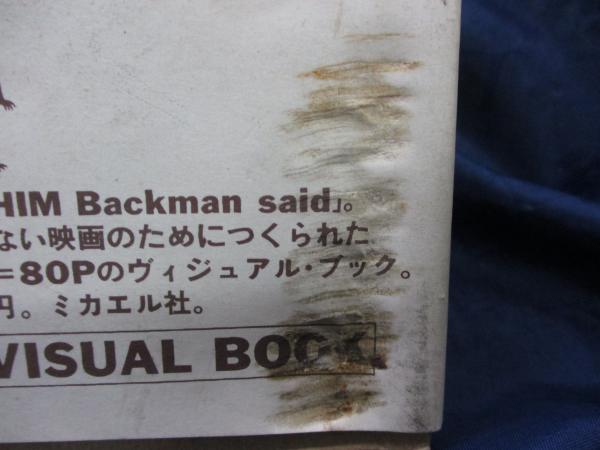 HIM Backman said」。
ない映画のためにつくられた
=80Pのヴィジュアル・ブック。
円。ミカエル社。
VISUAL BOOK.